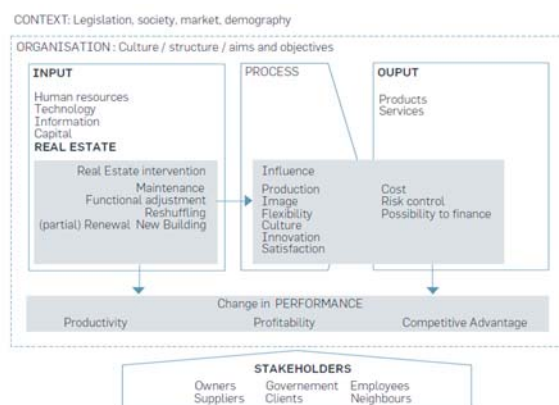 CONTEXT: Legislation, society, market, demography
ORGANISATION : Culture / structure / aims and objectives
INPUT
Human resources
Technology
Information
Capital
REAL ESTATE
Real Estate intervention
Maintenance
Functional adjustment
Reshuffling
(partial) Renewal New Building
PROCESS
Influence
Production
Image
Flexibility
Culture
Innovation
Satisfaction
OUPUT
Products
Services
Cost
Risk control
Possibility to finance
Change in PERFORMANCE
Productivity Profitability Competitive Advantage
STAKEHOLDERS
Owners Governement Employees
Suppliers Clients Neighbours